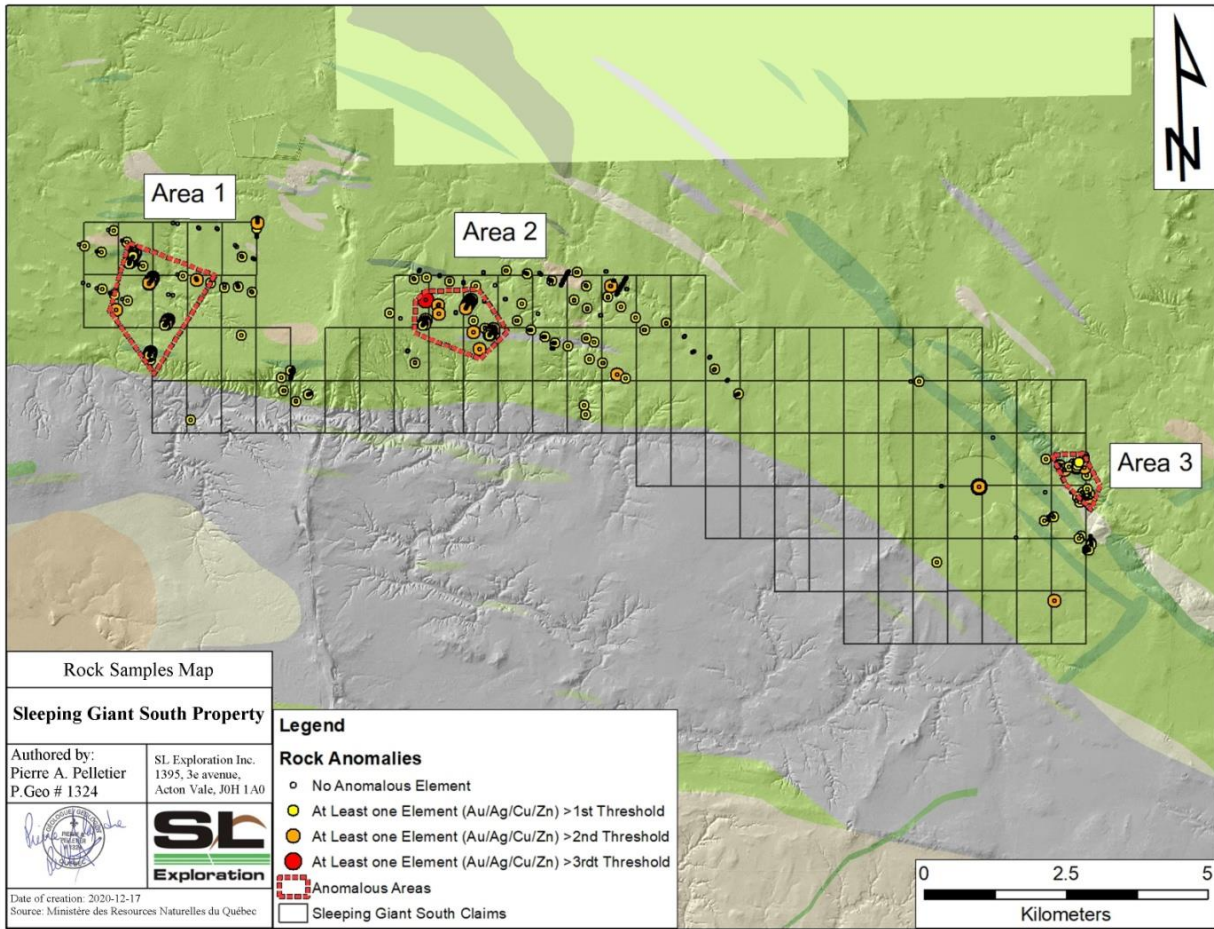 N
Area 1
Area 2
Area 3
Rock Samples Map
Sleeping Giant South Property
Authored by:
Pierre A. Pelletier
P.Geo # 1324
SL Exploration Inc.
1395, 3e avenue,
Acton Vale, J0H 1A0
SL
Exploration
Date of creation: 2020-12-17
Source: Ministère des Resources Naturelles du Québec
Legend
Rock Anomalies
No Anomalous Element
At Least one Element (Au/Ag/Cu/Zn) >1st Threshold
At Least one Element (Au/Ag/Cu/Zn) >2nd Threshold
At Least one Element (Au/Ag/Cu/Zn) >3rdt Threshold
Anomalous Areas
Sleeping Giant South Claims
0 2.5 5
Kilometers